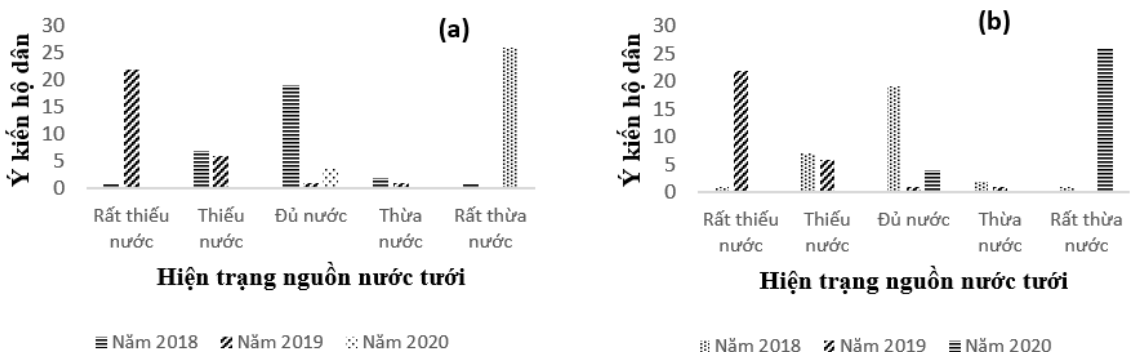 (a)
Ý kiến hộ dân
30
25
20
15
10
5
0
Rất thiếu nước
Thiếu nước
Đủ nước
Thừa nước
Rất thừa nước
Hiện trạng nguồn nước tưới
Năm 2018 Năm 2019 Năm 2020
(b)
Ý kiến hộ dân
30
25
20
15
10
5
0
Rất thiếu nước
Thiếu nước
Đủ nước
Thừa nước
Rất thừa nước
Hiện trạng nguồn nước tưới
Năm 2018 Năm 2019 Năm 2020